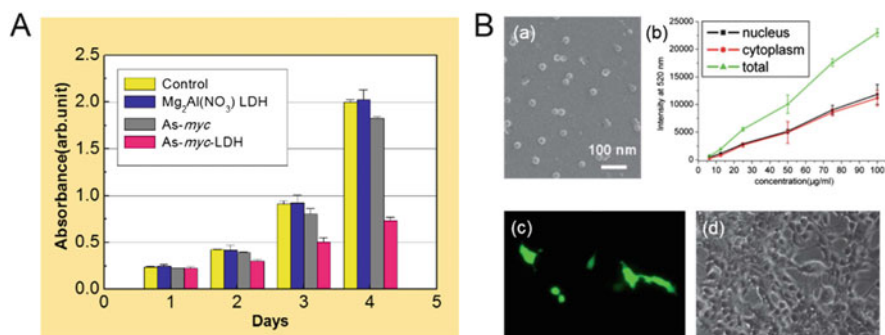 A
Absorbance(arb.unit)
2.5
2.0
1.5
1.0
0.5
0.0
Control
Mg₂Al(NO₃) LDH
As-myc
As-myc-LDH
0 1 2 3 4 5
Days
B
(a)
100 nm
(b)
nucleus
cytoplasm
total
Intensity at 520 nm
25000
20000
15000
10000
5000
0
10 20 30 40 50 60 70 80 90 100
concentration(μg/ml)
(c)
(d)